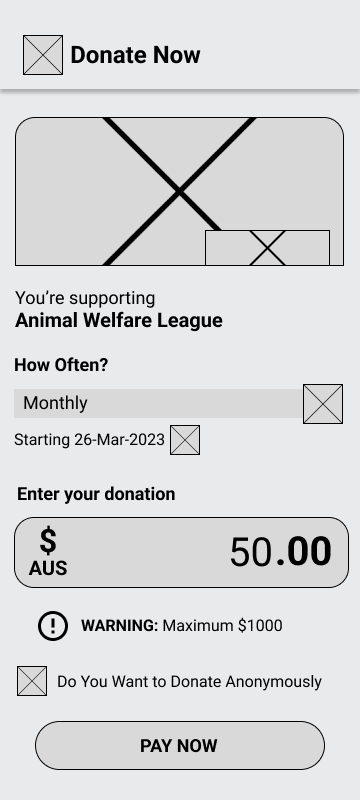 Donate Now
You’re supporting
Animal Welfare League
How Often?
Monthly
Starting 26-Mar-2023
Enter your donation
$
AUS
50.00
WARNING: Maximum $1000
Do You Want to Donate Anonymously
PAY NOW